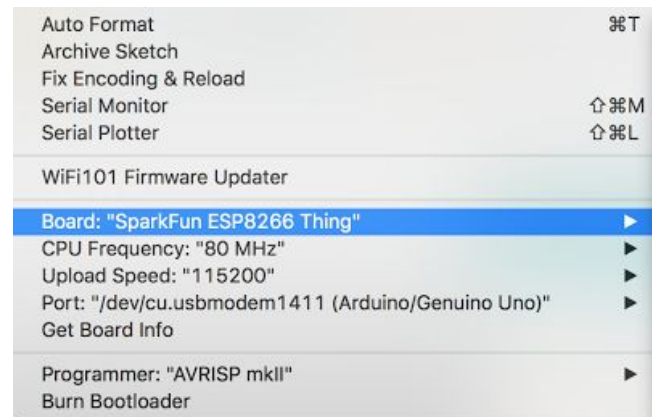 Auto Format ⌘T
Archive Sketch
Fix Encoding & Reload
Serial Monitor ⇧⌘M
Serial Plotter ⇧⌘L
WiFi101 Firmware Updater
Board: "SparkFun ESP8266 Thing" ▶
CPU Frequency: "80 MHz" ▶
Upload Speed: "115200" ▶
Port: "/dev/cu.usbmodem1411 (Arduino/Genuino Uno)" ▶
Get Board Info
Programmer: "AVRISP mkII" ▶
Burn Bootloader